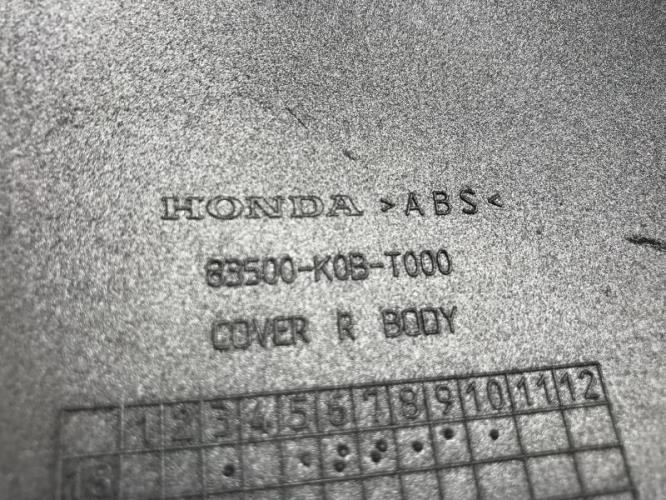 HONDA >ABS<
83500-K0B-T000
COVER R BODY
1 2 3 4 5 6 7 8 9 10 11 12
18